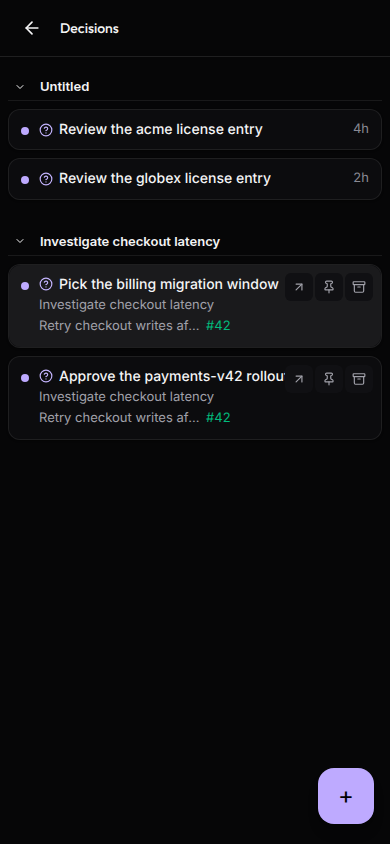 Decisions
Untitled
Review the acme license entry 4h
Review the globex license entry 2h
Investigate checkout latency
Pick the billing migration window
Investigate checkout latency
Retry checkout writes af... #42
Approve the payments-v42 rollout
Investigate checkout latency
Retry checkout writes af... #42